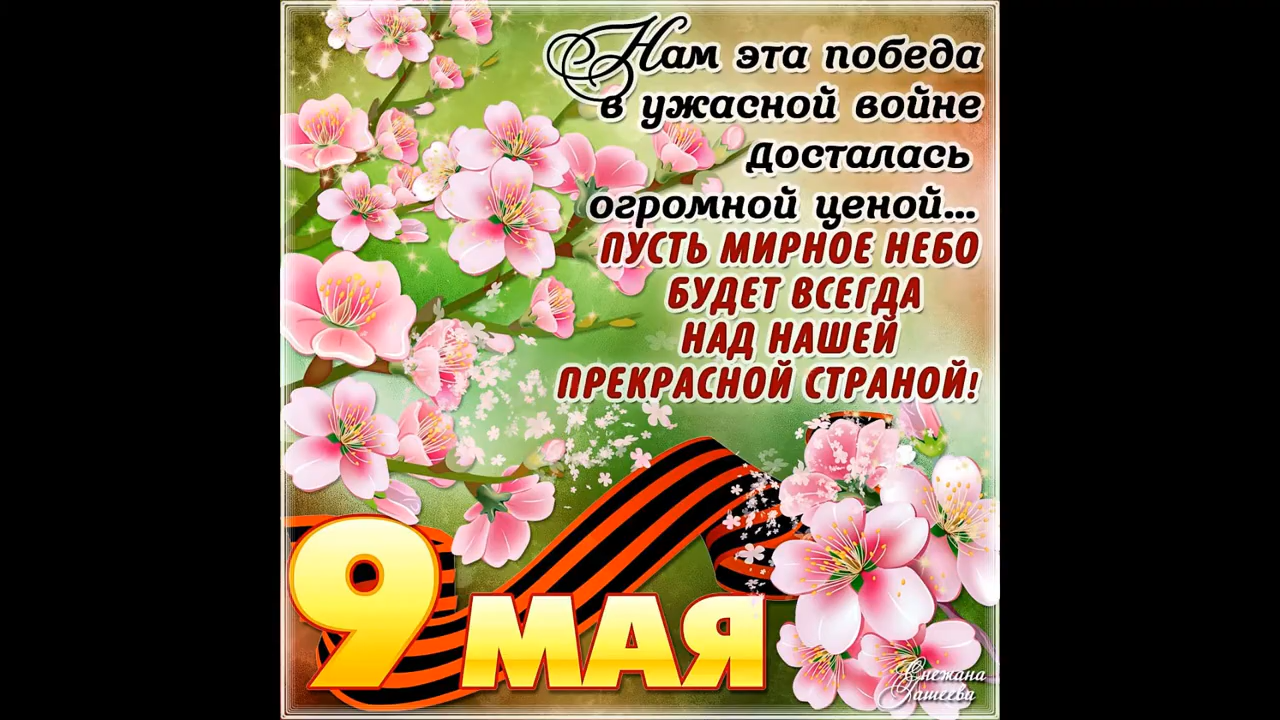 Нам эта победа
в ужасной войне
Досталась
огромной ценой...
ПУСТЬ МИРНОЕ НЕБО
БУДЕТ ВСЕГДА
НАД НАШЕЙ
ПРЕКРАСНОЙ СТРАНОЙ!
9 МАЯ
Снежана